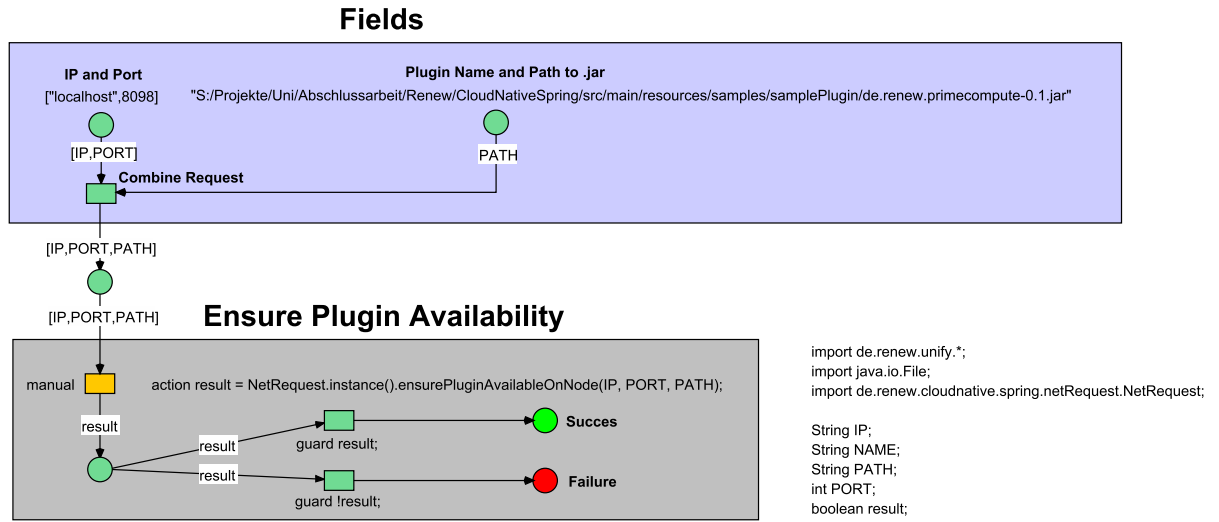 Fields
IP and Port
["localhost",8098]
Plugin Name and Path to .jar
"S:/Projekte/Uni/Abschlussarbeit/Renew/CloudNativeSpring/src/main/resources/samples/samplePlugin/de.renew.primecompute-0.1.jar"
[IP,PORT]
PATH
Combine Request
[IP,PORT,PATH]
[IP,PORT,PATH]
Ensure Plugin Availability
manual
action result = NetRequest.instance().ensurePluginAvailableOnNode(IP, PORT, PATH);
result
result
guard result;
Succes
result
guard !result;
Failure
import de.renew.unify.*;
import java.io.File;
import de.renew.cloudnative.spring.netRequest.NetRequest;
String IP;
String NAME;
String PATH;
int PORT;
boolean result;